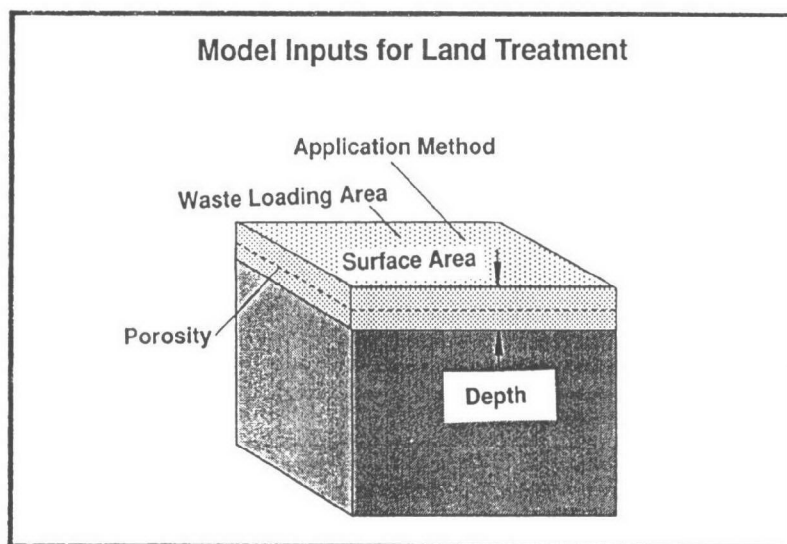 Model Inputs for Land Treatment
Application Method
Waste Loading Area
Surface Area
Porosity
Depth